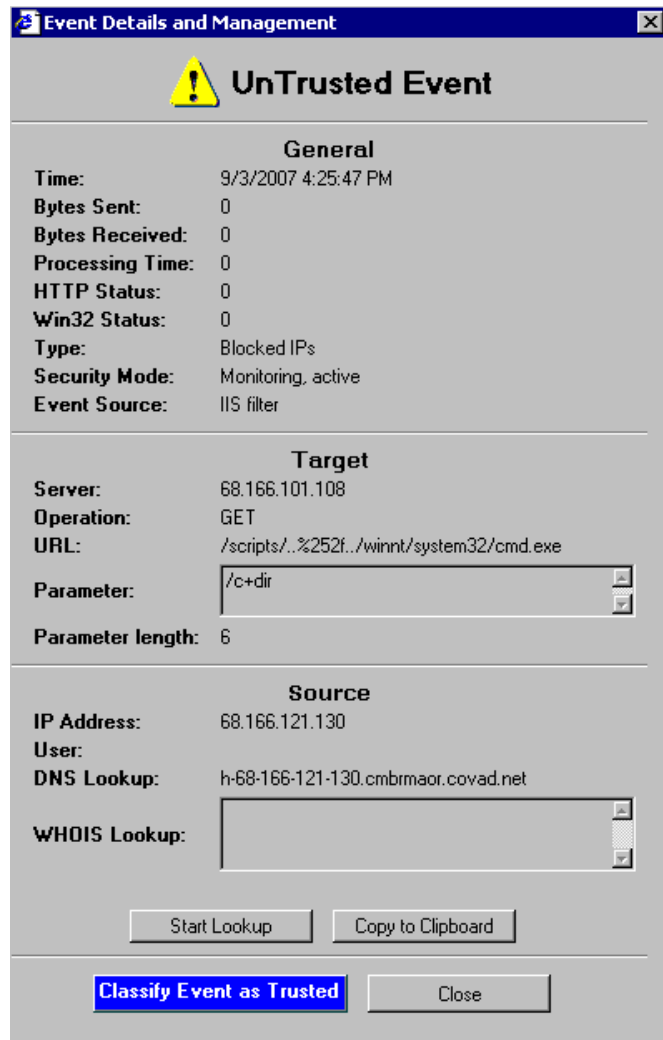 Event Details and Management
UnTrusted Event
General
Time: 9/3/2007 4:25:47 PM
Bytes Sent: 0
Bytes Received: 0
Processing Time: 0
HTTP Status: 0
Win32 Status: 0
Type: Blocked IPs
Security Mode: Monitoring, active
Event Source: IIS filter
Target
Server: 68.166.101.108
Operation: GET
URL: /scripts/..%252f../winnt/system32/cmd.exe
Parameter: /c+dir
Parameter length: 6
Source
IP Address: 68.166.121.130
User:
DNS Lookup: h-68-166-121-130.cmbrmaor.covad.net
WHOIS Lookup:
Start Lookup Copy to Clipboard
Classify Event as Trusted Close